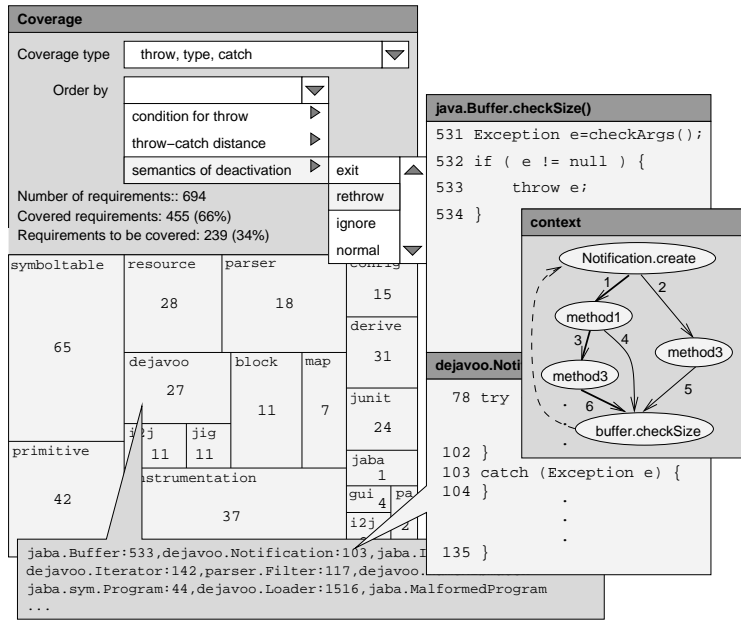 Coverage
Coverage type
throw, type, catch
Order by
condition for throw
throw−catch distance
semantics of deactivation
exit
rethrow
ignore
normal
Number of requirements:: 694
Covered requirements: 455 (66%)
Requirements to be covered: 239 (34%)
symboltable
65
resource
28
parser
18
15
derive
31
dejavoo
27
block
11
map
7
junit
24
i2j
11
jig
11
primitive
42
37
jaba
1
gui
4
pa
2
i2j
java.Buffer.checkSize()
531 Exception e=checkArgs();
532 if ( e != null ) {
533 throw e;
534 }
context
Notification.create
1
2
method1
3
4
method3
method3
5
6
buffer.checkSize
dejavoo.Noti
78 try
.
.
102 }
103 catch (Exception e) {
104 }
.
.
.
135 }
jaba.Buffer:533,dejavoo.Notification:103,jaba.I
dejavoo.Iterator:142,parser.Filter:117,dejavoo.
jaba.sym.Program:44,dejavoo.Loader:1516,jaba.MalformedProgram
...